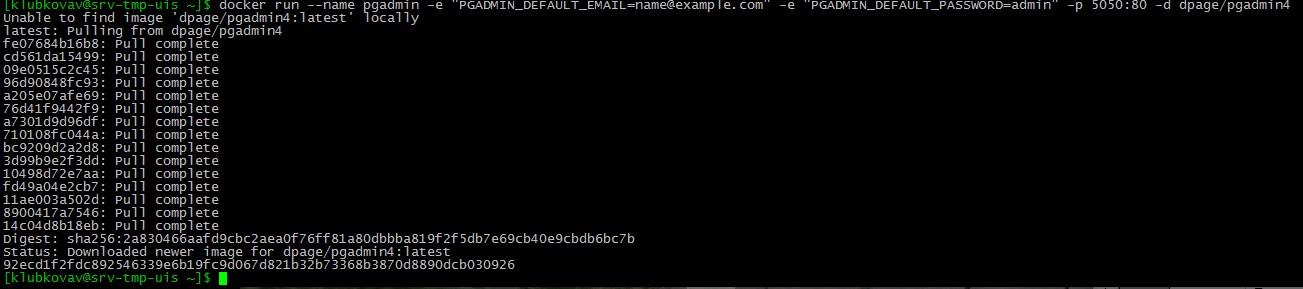 [klubkovav@srv-tmp-uis ~]$ docker run --name pgadmin -e "PGADMIN_DEFAULT_EMAIL=name@example.com" -e "PGADMIN_DEFAULT_PASSWORD=admin" -p 5050:80 -d dpage/pgadmin4
Unable to find image 'dpage/pgadmin4:latest' locally
latest: Pulling from dpage/pgadmin4
fe07684b16b8: Pull complete
cd561da15499: Pull complete
09e0515c2c45: Pull complete
96d90848fc93: Pull complete
a205e07afe69: Pull complete
76d41f9442f9: Pull complete
a7301d9d96df: Pull complete
710108fc044a: Pull complete
bc9209d2a2d8: Pull complete
3d99b9e2f3dd: Pull complete
10498d72e7aa: Pull complete
fd49a04e2cb7: Pull complete
11ae003a502d: Pull complete
8900417a7546: Pull complete
14c04d8b18eb: Pull complete
Digest: sha256:2a830466aafd9cbc2aea0f76ff81a80dbbba819f2f5db7e69cb40e9cbdb6bc7b
Status: Downloaded newer image for dpage/pgadmin4:latest
92ecd1f2fdc892546339e6b19fc9d067d821b32b73368b3870d8890dcb030926
[klubkovav@srv-tmp-uis ~]$